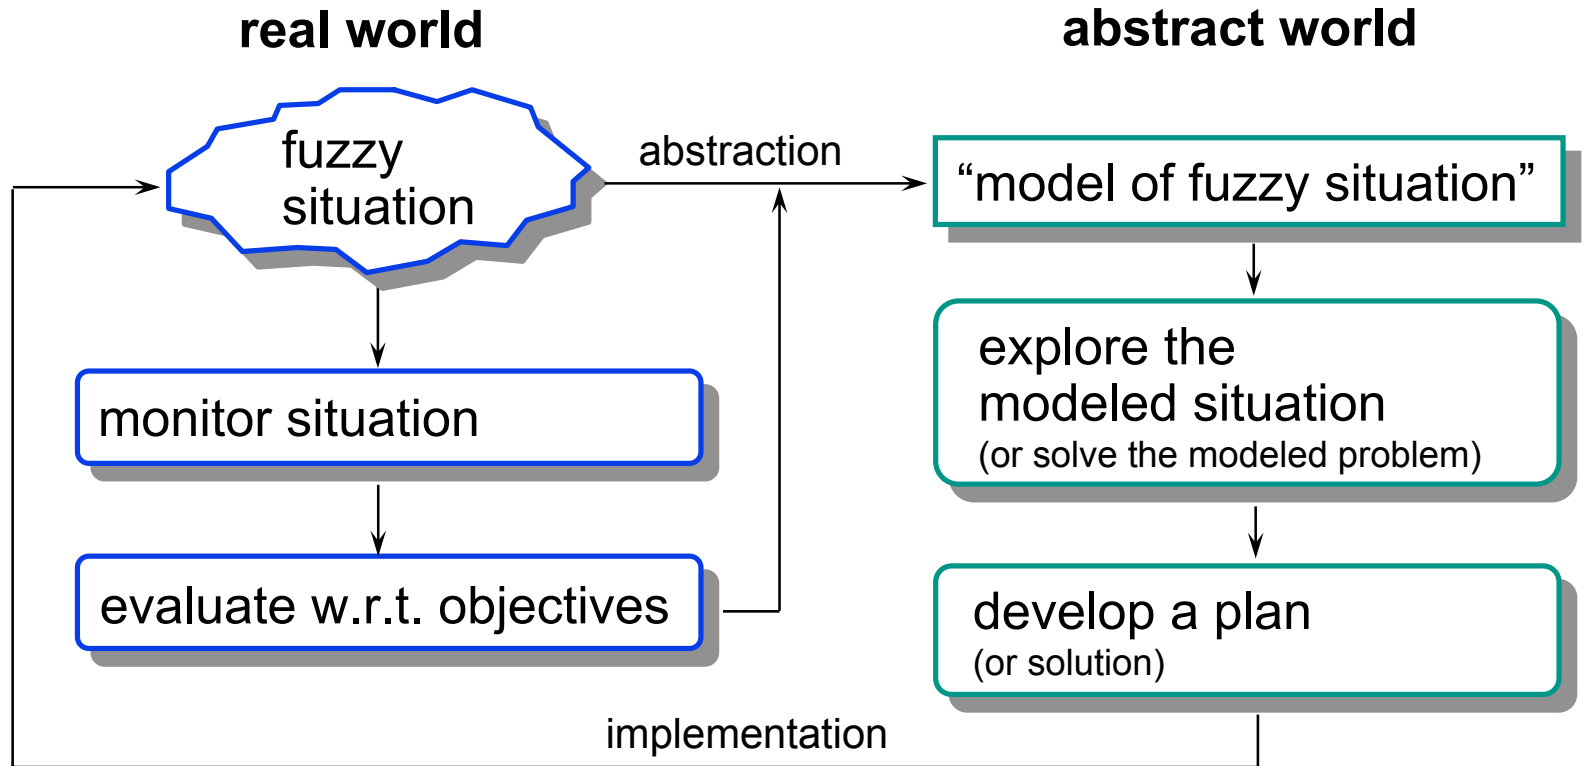 real world
abstract world
fuzzy
situation
abstraction
“model of fuzzy situation”
monitor situation
explore the
modeled situation
(or solve the modeled problem)
evaluate w.r.t. objectives
develop a plan
(or solution)
implementation